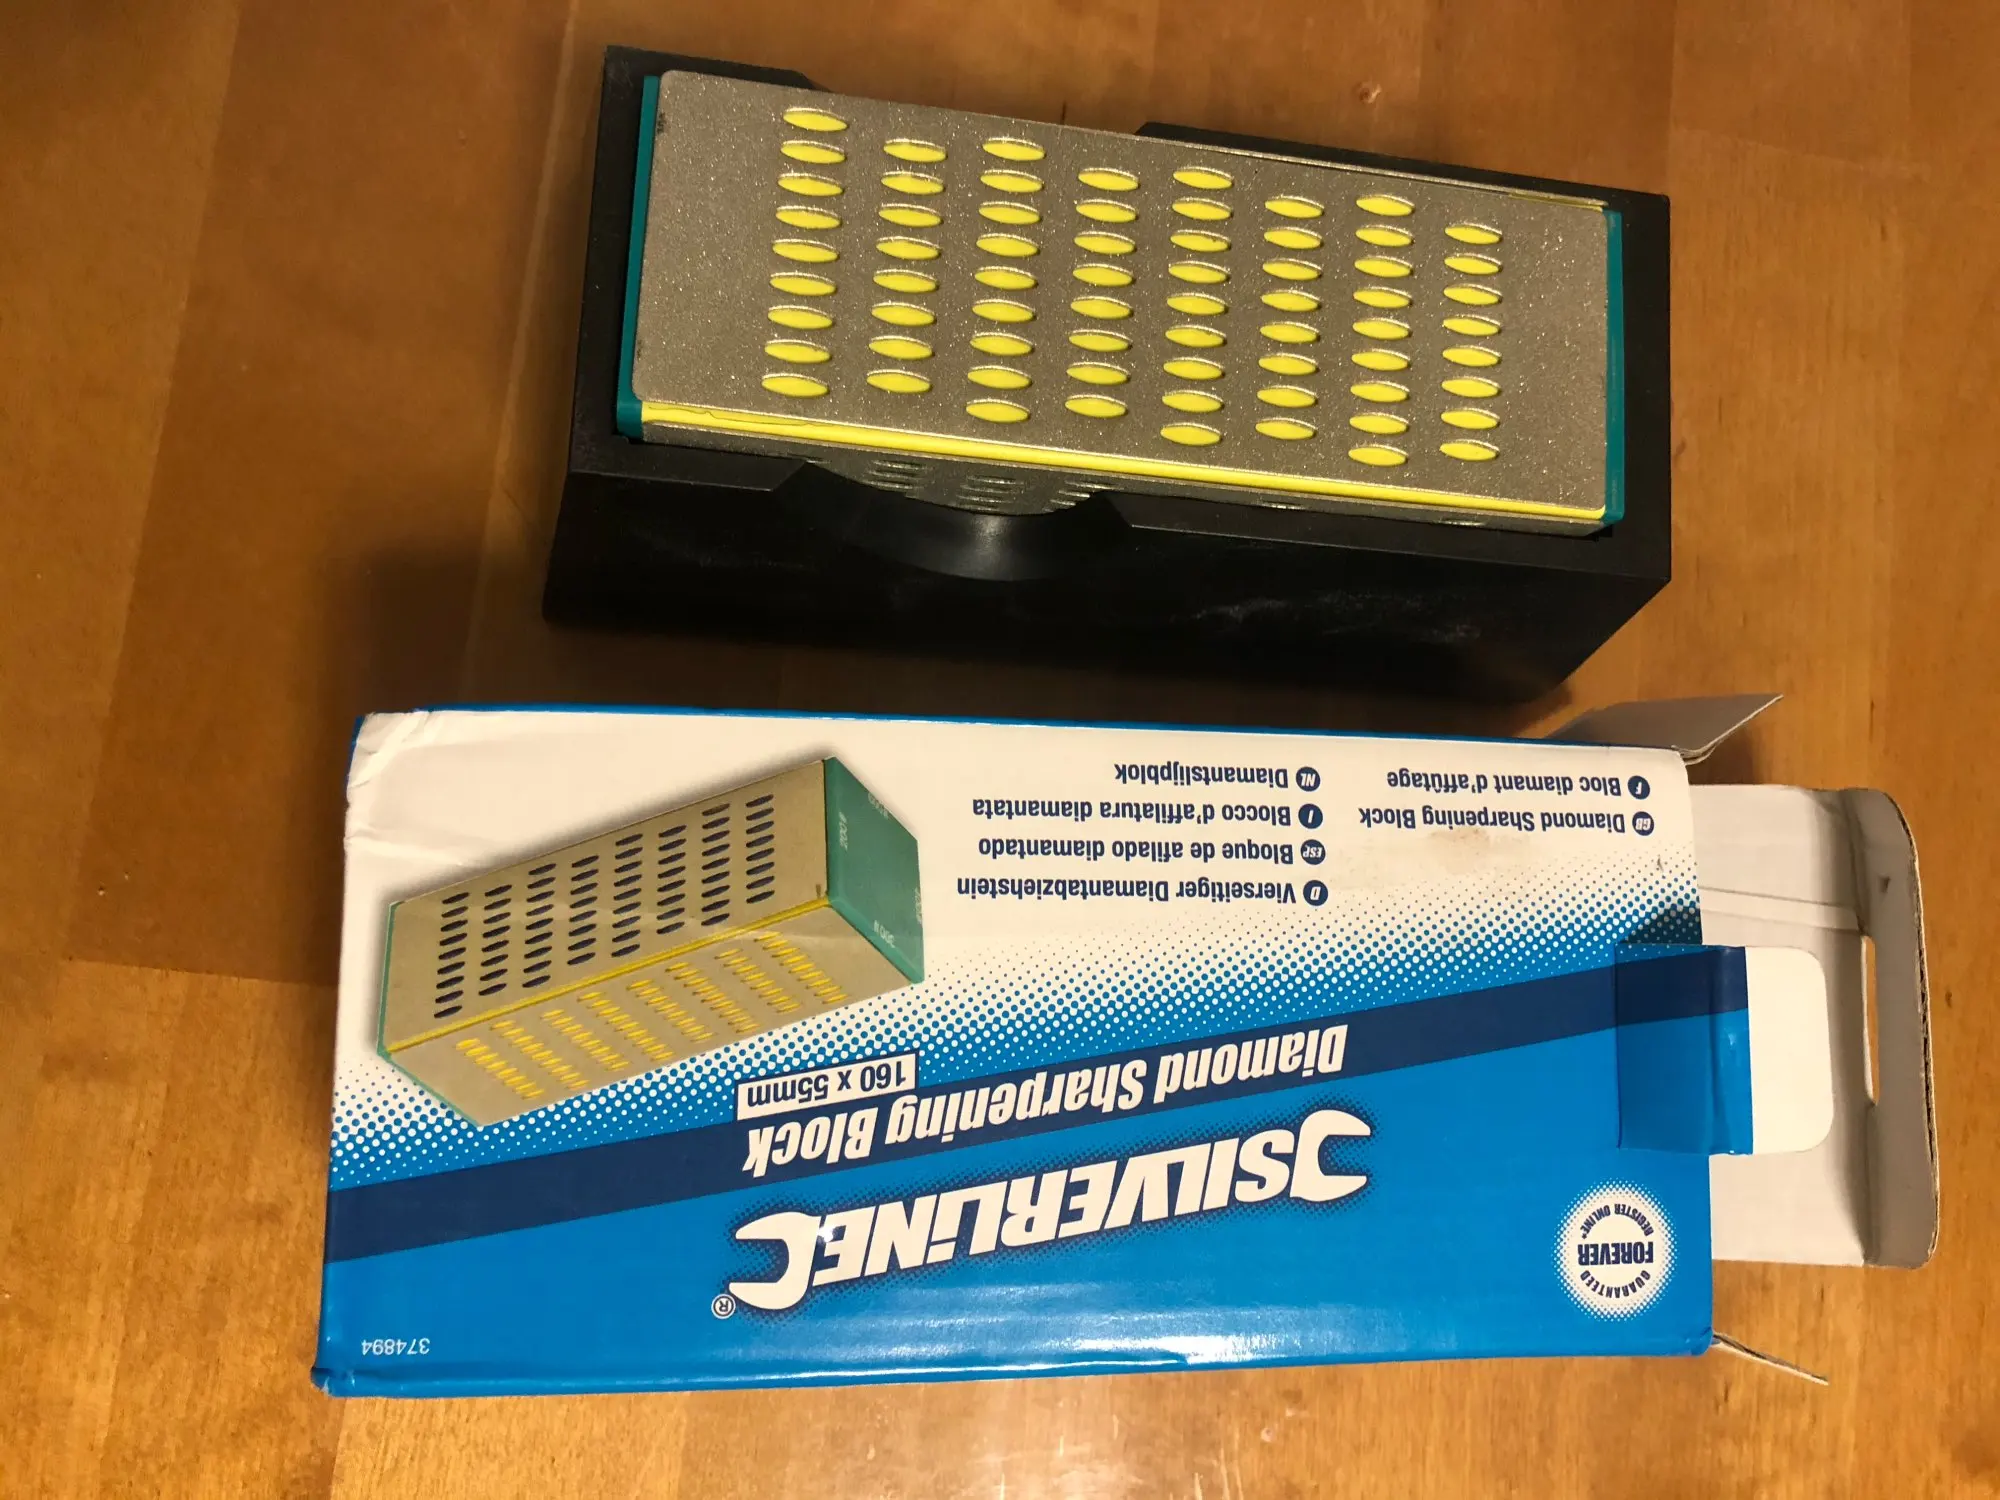 374894
®
SILVERLINE
GUARANTEED
FOREVER
REGISTER ONLINE*
Diamond Sharpening Block
160 x 55mm
GB Diamond Sharpening Block
F Bloc diamant d'affûtage
D Vierseitiger Diamantabziehstein
ESP Bloque de afilado diamantado
I Blocco d'affilatura diamantata
NL Diamantslijpblok
200 #